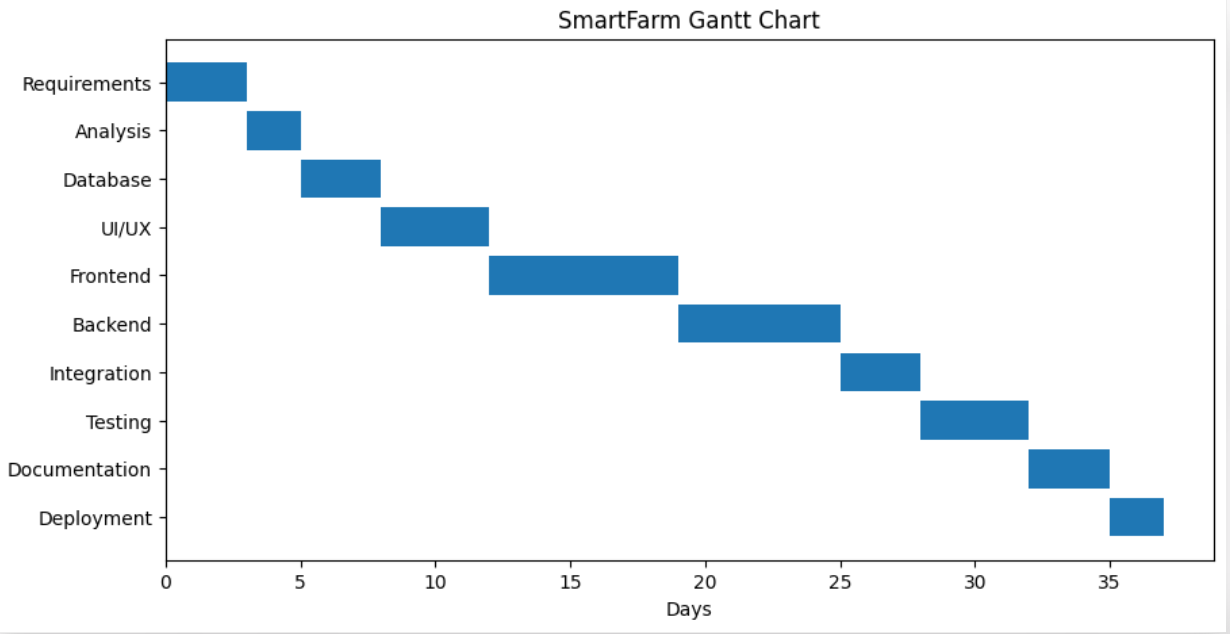 SmartFarm Gantt Chart
Requirements
Analysis
Database
UI/UX
Frontend
Backend
Integration
Testing
Documentation
Deployment
0 5 10 15 20 25 30 35
Days